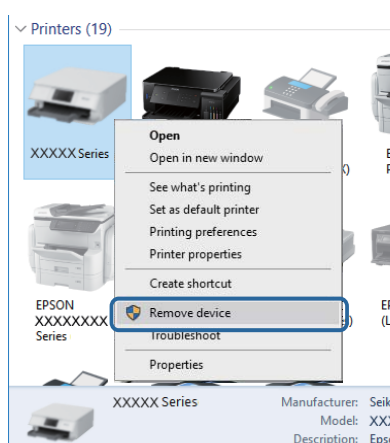 Printers (19)
XXXXX Series
Open
Open in new window
See what's printing
Set as default printer
Printing preferences
Printer properties
Create shortcut
Remove device
Troubleshoot
Properties
EPSON
XXXXXXXX
Series
XXXXX Series
Manufacturer:
Model:
Description: